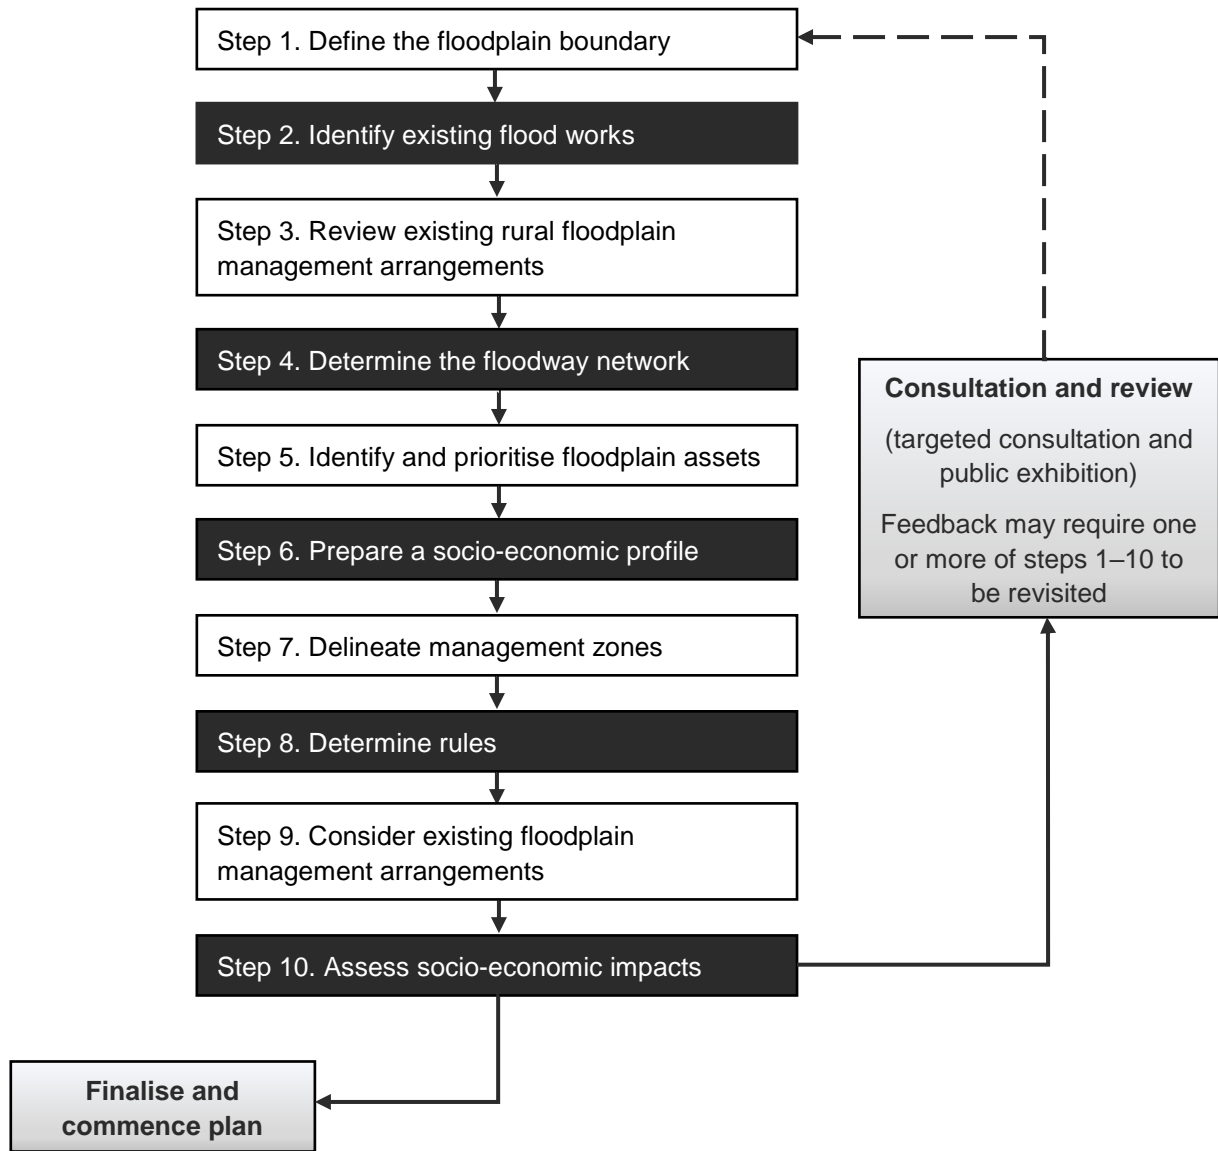 Step 1. Define the floodplain boundary
Step 2. Identify existing flood works
Step 3. Review existing rural floodplain
management arrangements
Step 4. Determine the floodway network
Step 5. Identify and prioritise floodplain assets
Step 6. Prepare a socio-economic profile
Step 7. Delineate management zones
Step 8. Determine rules
Step 9. Consider existing floodplain
management arrangements
Step 10. Assess socio-economic impacts
Consultation and review
(targeted consultation and
public exhibition)
Feedback may require one
or more of steps 1–10 to
be revisited
Finalise and
commence plan